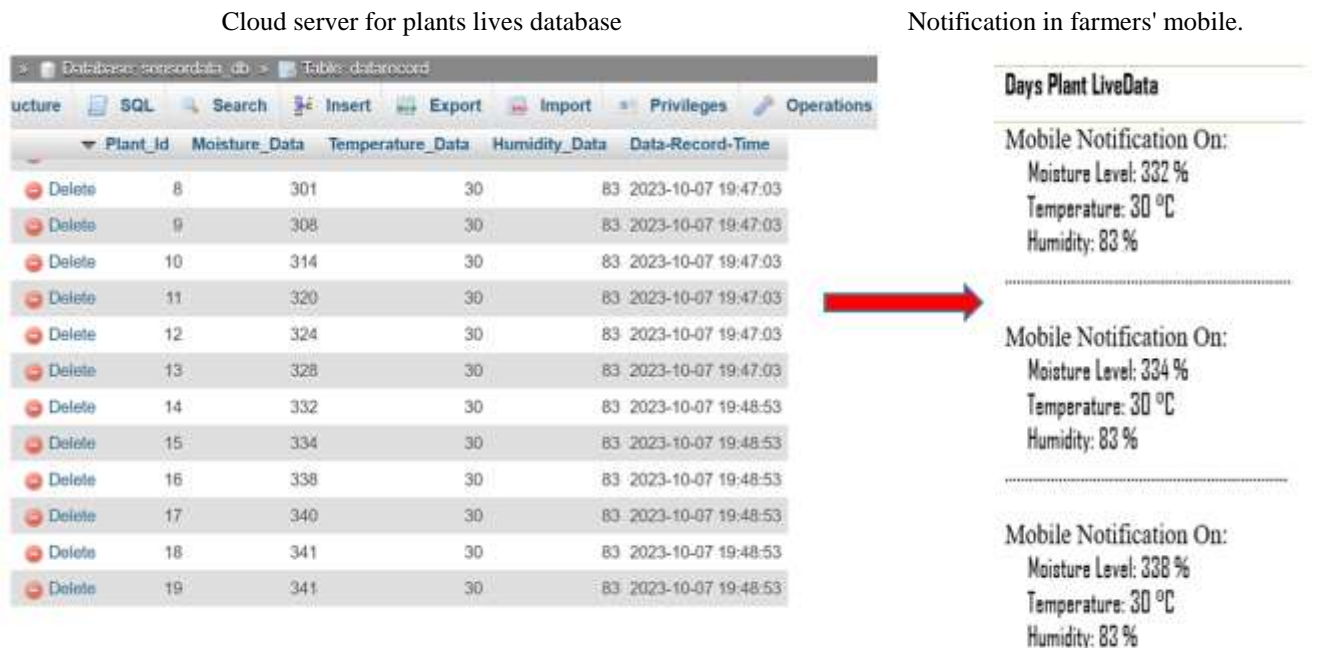 Cloud server for plants lives database
» Database: sensordata_db » Table: datarecord
ucture SQL Search Insert Export Import Privileges Operations
Plant_Id Moisture_Data Temperature_Data Humidity_Data Data-Record-Time
Delete 8 301 30 83 2023-10-07 19:47:03
Delete 9 308 30 83 2023-10-07 19:47:03
Delete 10 314 30 83 2023-10-07 19:47:03
Delete 11 320 30 83 2023-10-07 19:47:03
Delete 12 324 30 83 2023-10-07 19:47:03
Delete 13 328 30 83 2023-10-07 19:47:03
Delete 14 332 30 83 2023-10-07 19:48:53
Delete 15 334 30 83 2023-10-07 19:48:53
Delete 16 338 30 83 2023-10-07 19:48:53
Delete 17 340 30 83 2023-10-07 19:48:53
Delete 18 341 30 83 2023-10-07 19:48:53
Delete 19 341 30 83 2023-10-07 19:48:53
Notification in farmers' mobile.
Days Plant LiveData
Mobile Notification On:
Moisture Level: 332 %
Temperature: 30 °C
Humidity: 83 %
Mobile Notification On:
Moisture Level: 334 %
Temperature: 30 °C
Humidity: 83 %
Mobile Notification On:
Moisture Level: 338 %
Temperature: 30 °C
Humidity: 83 %